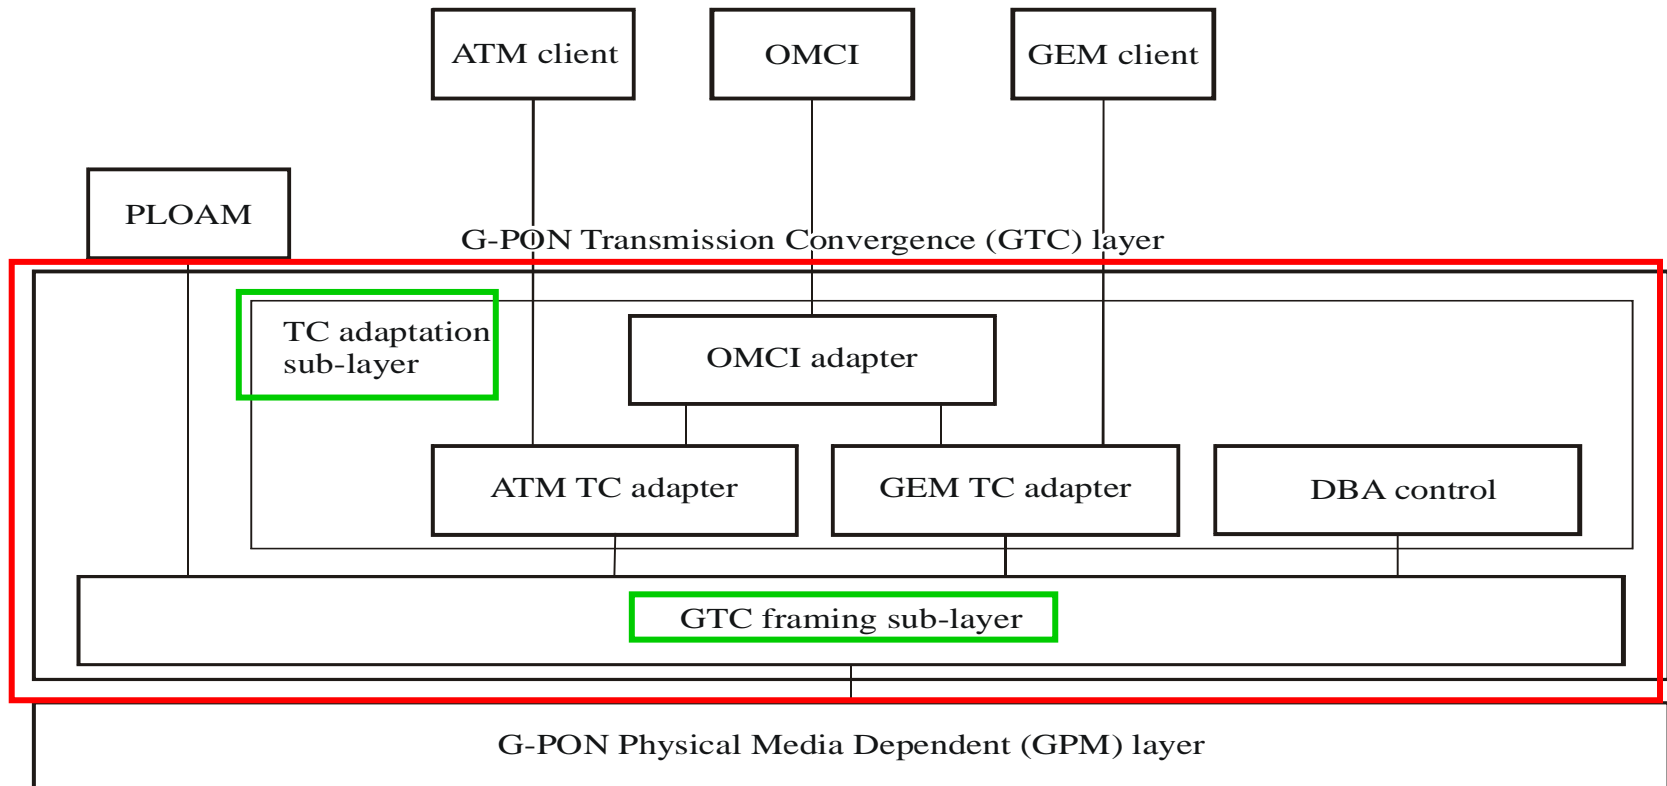 ATM client
OMCI
GEM client
PLOAM
G-PON Transmission Convergence (GTC) layer
TC adaptation
sub-layer
OMCI adapter
ATM TC adapter
GEM TC adapter
DBA control
GTC framing sub-layer
G-PON Physical Media Dependent (GPM) layer